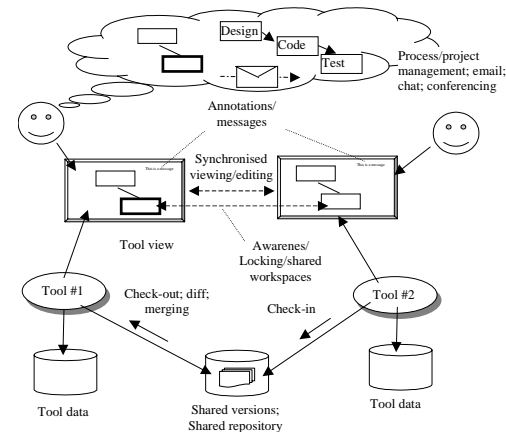 Design
Code
Test
Process/project
management; email;
chat; conferencing
Annotations/
messages
This is a message
This is a message
Synchronised
viewing/editing
Tool view
Awarenes/
Locking/shared
workspaces
Tool #1
Check-out; diff;
merging
Check-in
Tool #2
Tool data
Shared versions;
Shared repository
Tool data